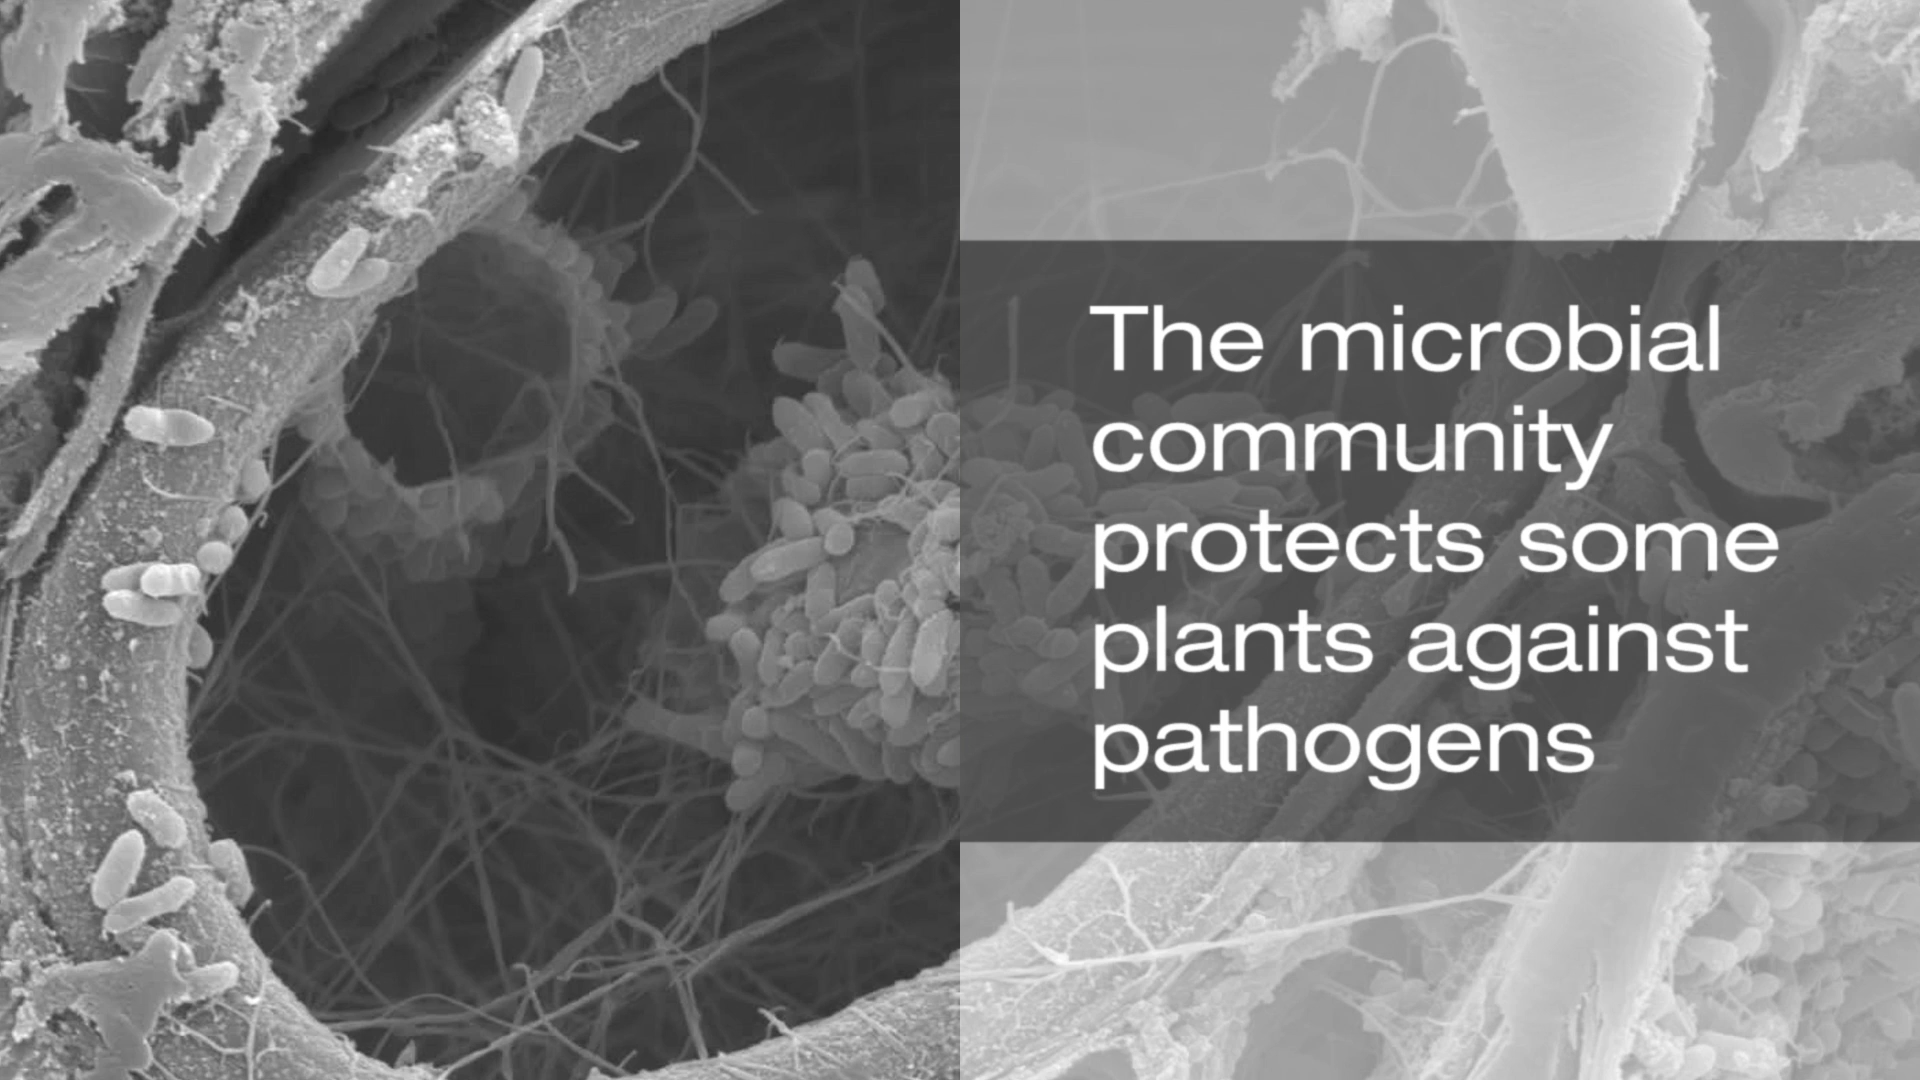 The microbial
community
protects some
plants against
pathogens